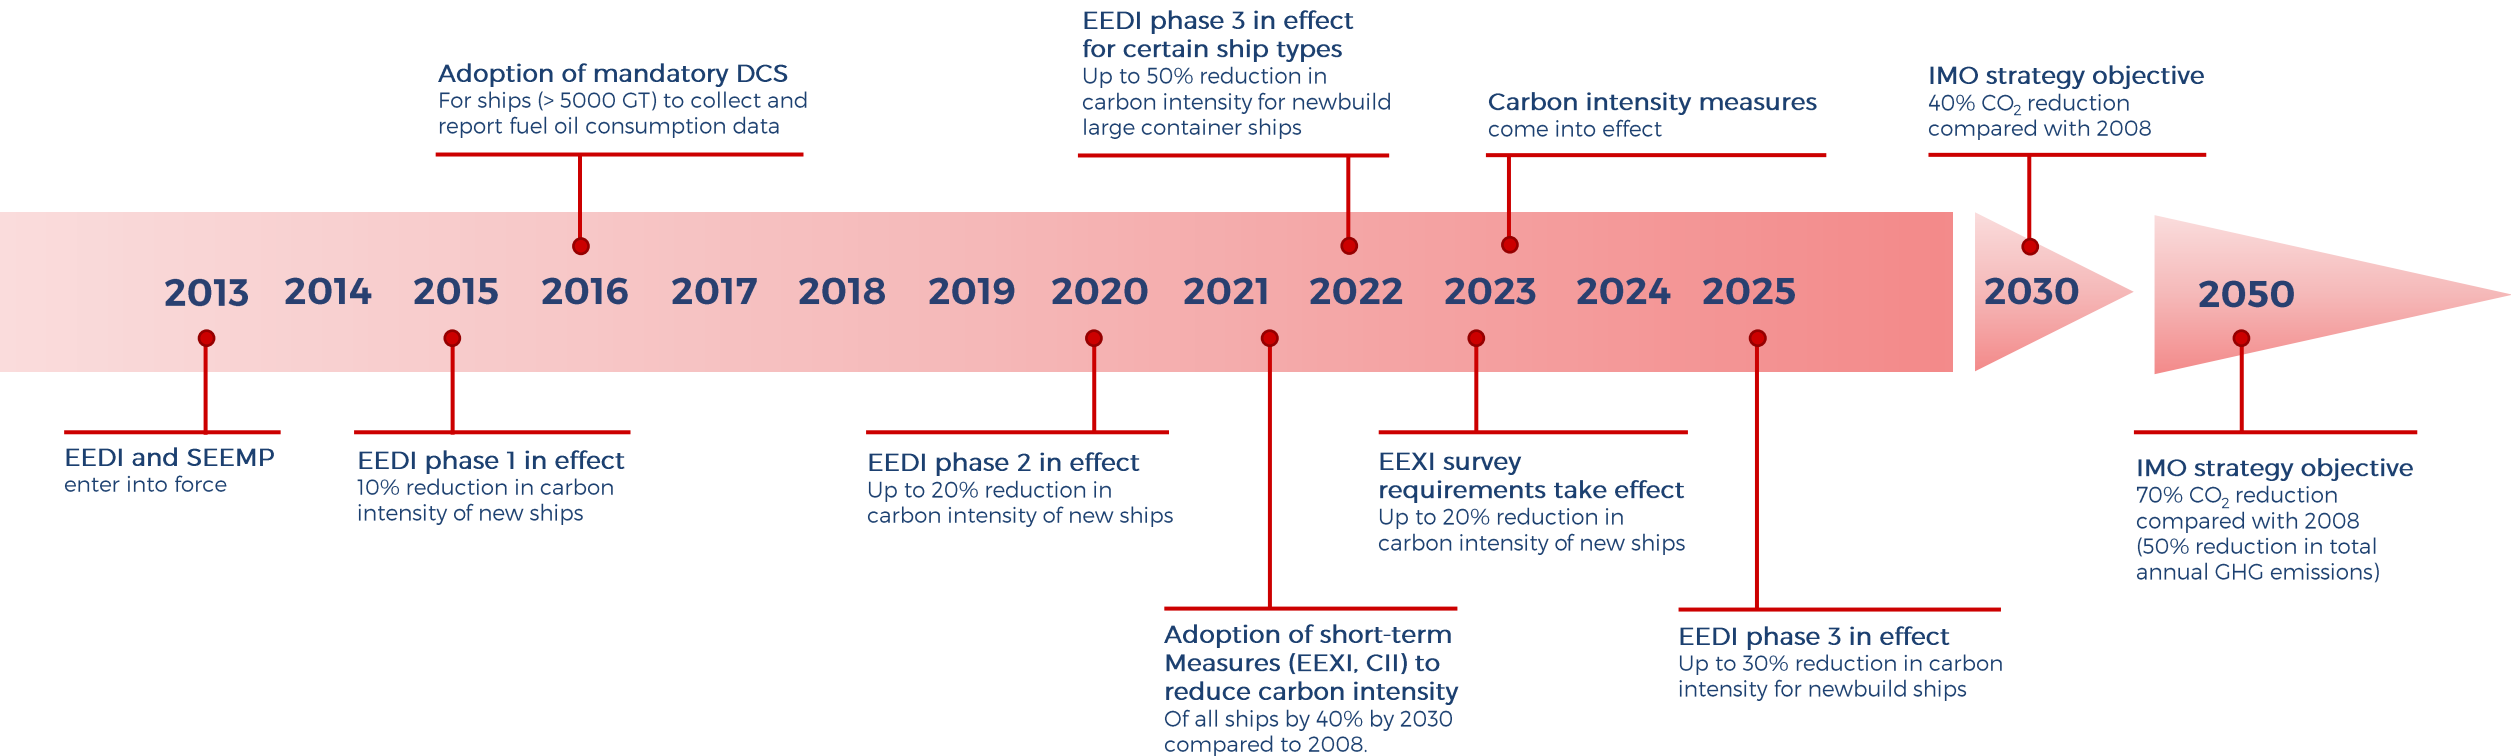 EEDI phase 3 in effect
for certain ship types
Up to 50% reduction in
carbon intensity for newbuild
large container ships
Adoption of mandatory DCS
For ships (> 5000 GT) to collect and
report fuel oil consumption data
Carbon intensity measures
come into effect
IMO strategy objective
40% CO₂ reduction
compared with 2008
2013 2014 2015 2016 2017 2018 2019 2020 2021 2022 2023 2024 2025 2030 2050
EEDI and SEEMP
enter into force
EEDI phase 1 in effect
10% reduction in carbon
intensity of new ships
EEDI phase 2 in effect
Up to 20% reduction in
carbon intensity of new ships
EEXI survey
requirements take effect
Up to 20% reduction in
carbon intensity of new ships
IMO strategy objective
70% CO₂ reduction
compared with 2008
(50% reduction in total
annual GHG emissions)
Adoption of short-term
Measures (EEXI, CII) to
reduce carbon intensity
Of all ships by 40% by 2030
compared to 2008.
EEDI phase 3 in effect
Up to 30% reduction in carbon
intensity for newbuild ships